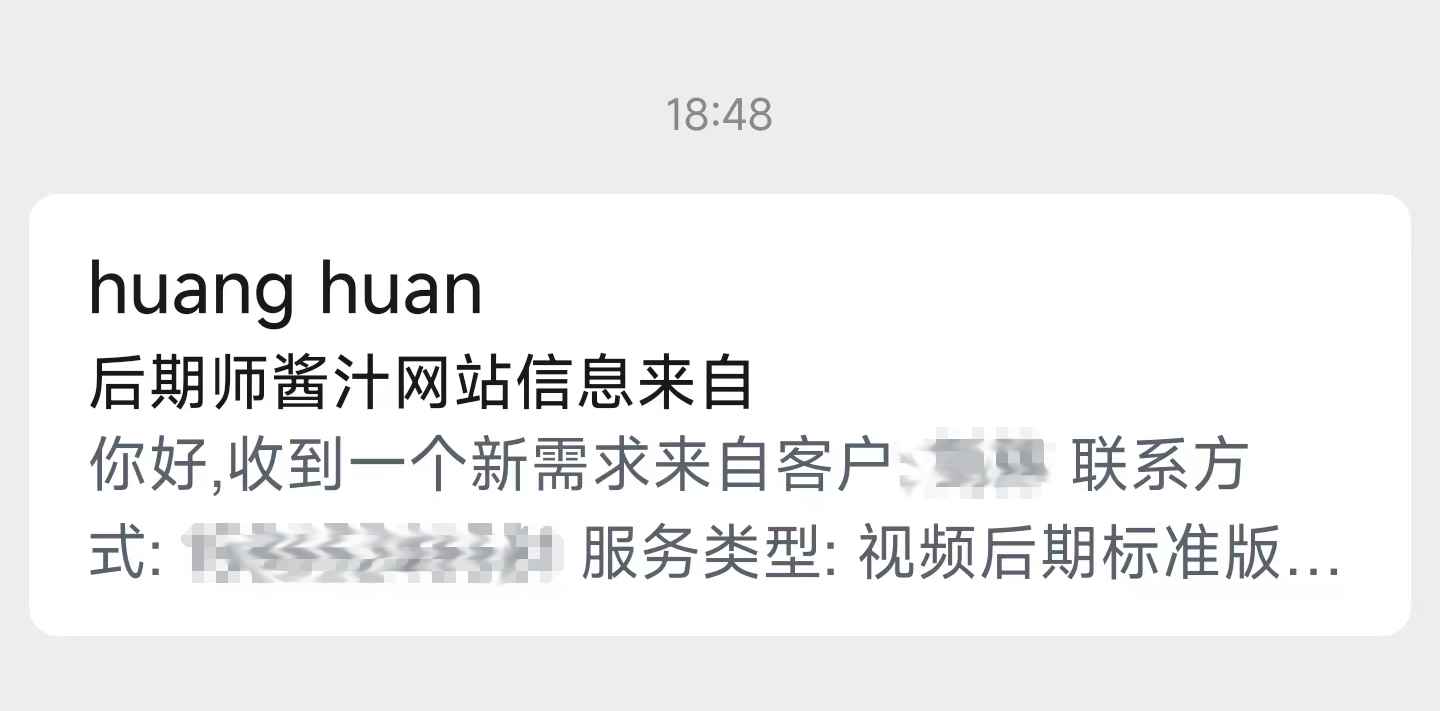 18:48
huang huan
后期师酱汁网站信息来自
你好,收到一个新需求来自客户: 联系方
式: 服务类型: 视频后期标准版…